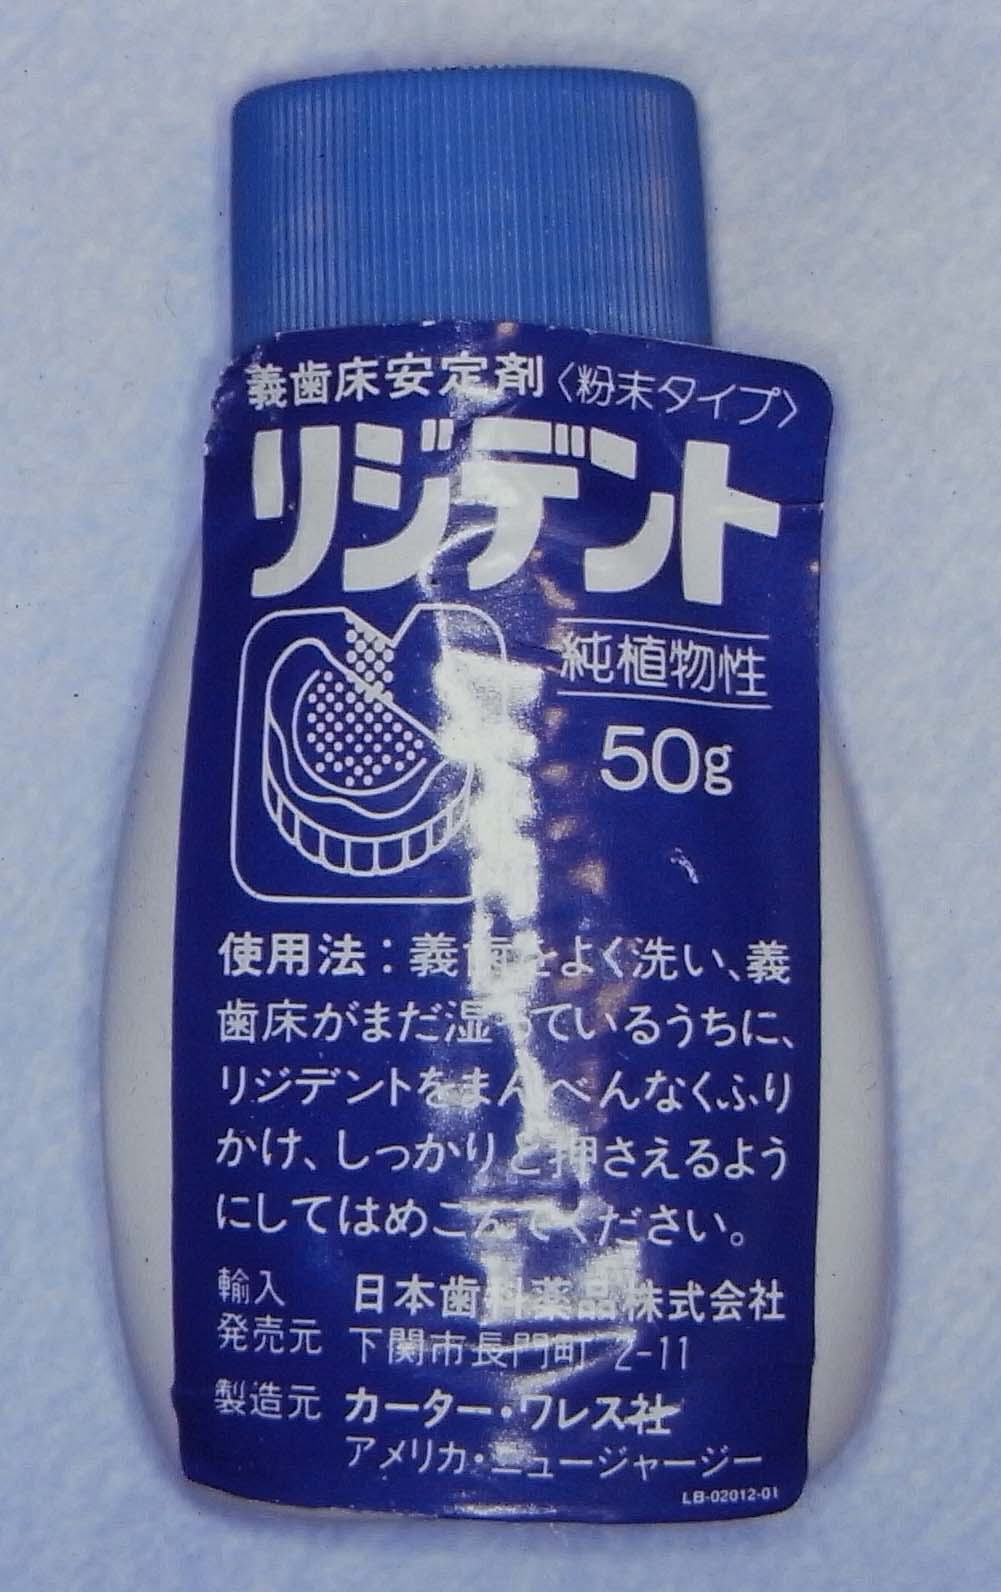 義歯床安定剤〈粉末タイプ〉
リジデント
純植物性
50g
使用法：義歯をよく洗い、義
歯床がまだ湿っているうちに、
リジデントをまんべんなくふり
かけ、しっかりと押さえるよう
にしてはめこんでください。
輸入
発売元
日本歯科薬品株式会社
下関市長門町2-11
製造元 カーター・ワレス社
アメリカ・ニュージャージー
LB-02012-01